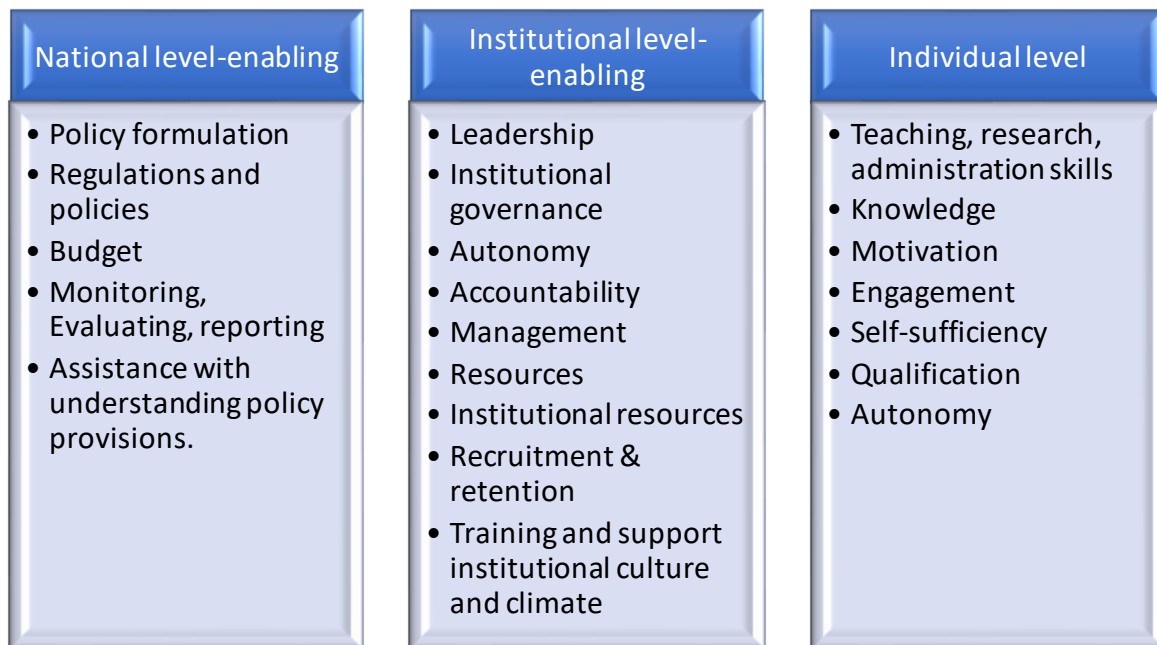 National level-enabling
• Policy formulation
• Regulations and
policies
• Budget
• Monitoring,
Evaluating, reporting
• Assistance with
understanding policy
provisions.
Institutional level-
enabling
• Leadership
• Institutional
governance
• Autonomy
• Accountability
• Management
• Resources
• Institutional resources
• Recruitment &
retention
• Training and support
institutional culture
and climate
Individual level
• Teaching, research,
administration skills
• Knowledge
• Motivation
• Engagement
• Self-sufficiency
• Qualification
• Autonomy